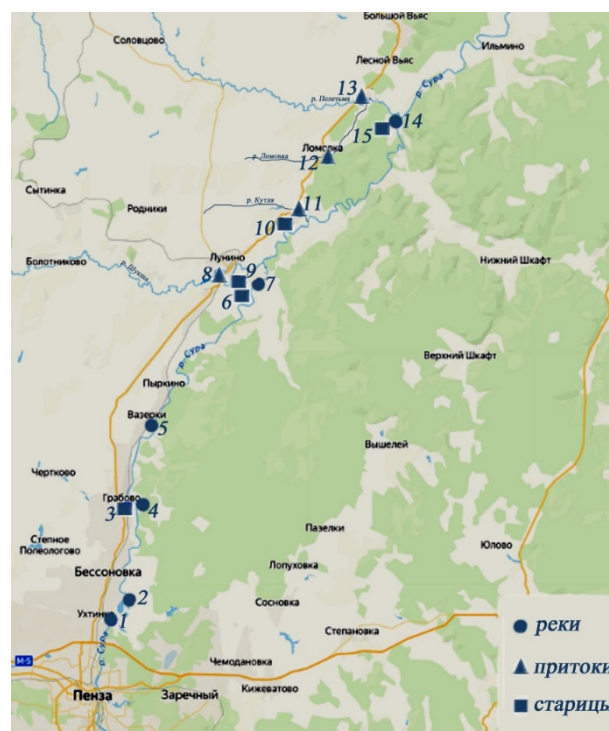 Большой Вьяс
Соловцово
Ильмино
Лесной Вьяс
13
р. Пелетьма
р. Сура
14
15
Ломовка
р. Ломовка
12
Сытинка
р. Кутля
Родники
11
10
Лунино
Болотниково
р. Шукша
Нижний Шкафт
8
9
7
6
р. Сура
Верхний Шкафт
Пыркино
Вазерки
5
Вышелей
Чертково
Грабово
3
4
Степное
Попеологово
Пазелки
Юлово
Лопуховка
Бессоновка
2
Сосновка
Ухтинка
1
реки
Степановка
р. Сура
М-5
Чемодановка
притоки
Пенза
Заречный
Кижеватово
старицы